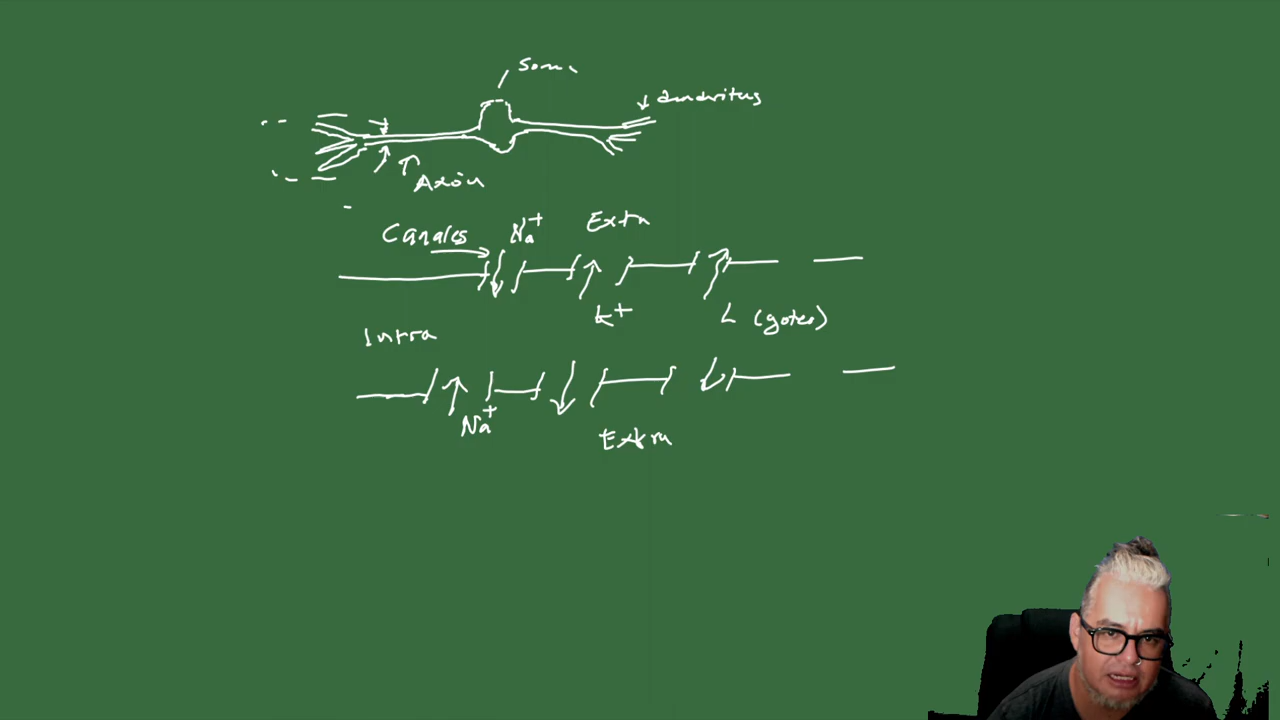 Soma
dendritas
Axón
Canales Na+ Extra
K+ L (goteo)
Intra
Na+
Extra